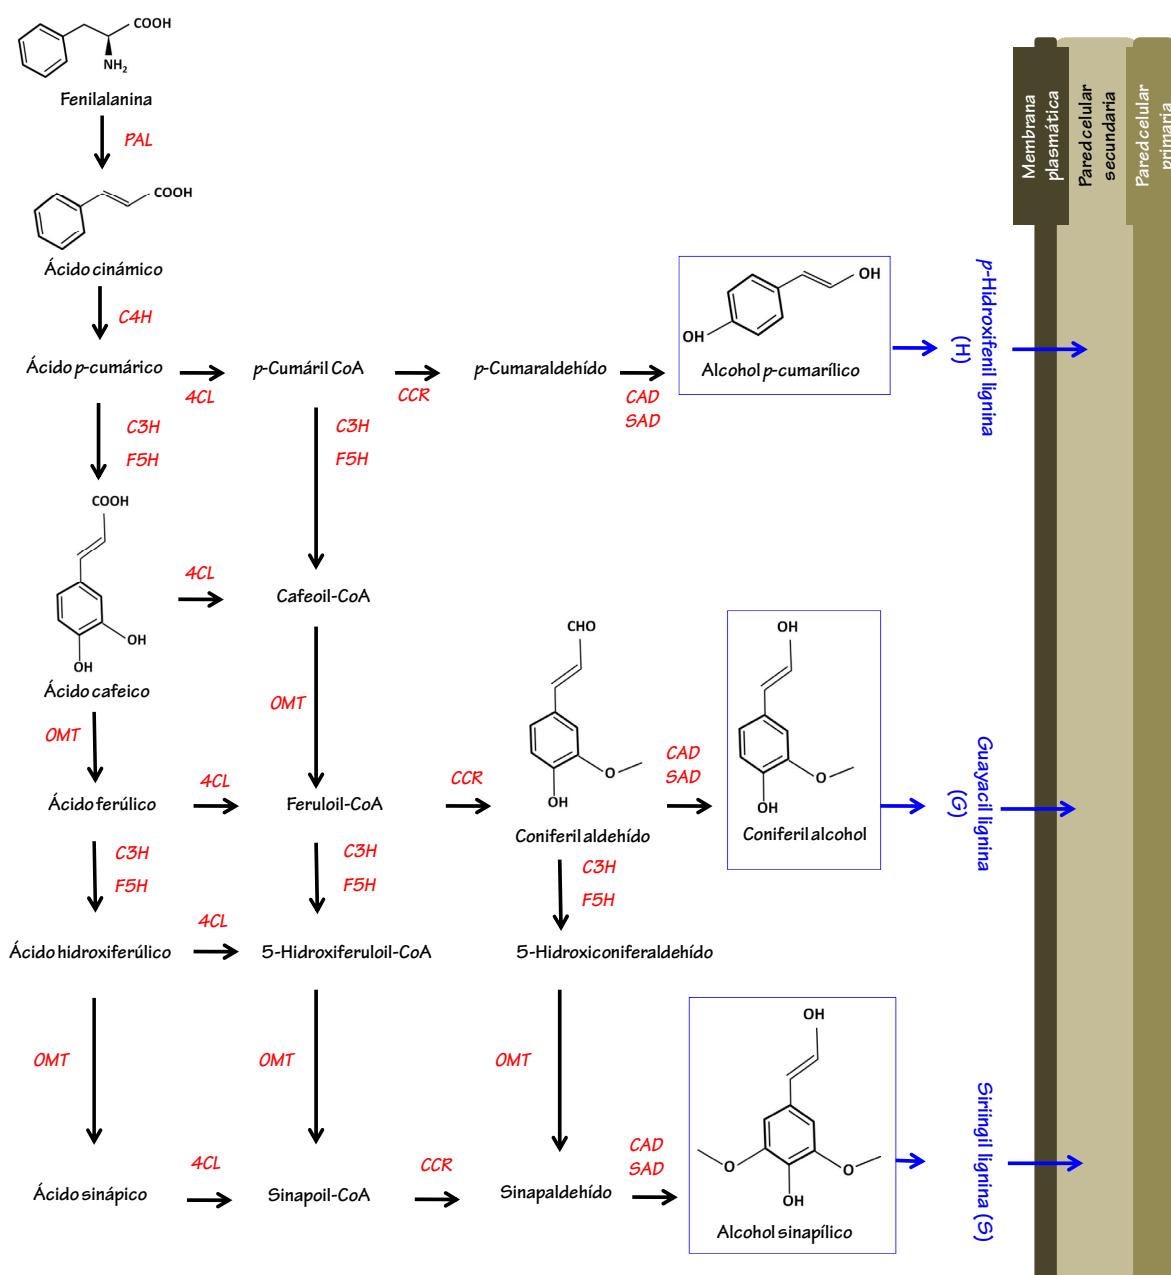 COOH
NH₂
Fenilalanina
PAL
COOH
Ácido cinámico
C4H
Ácido p-cumárico
4CL
p-Cumáril CoA
CCR
p-Cumaraldehído
CAD
SAD
OH
OH
Alcohol p-cumarílico
p-Hidroxifenil lignina
(H)
Membrana
plasmática
Pared celular
secundaria
Pared celular
primaria
C3H
F5H
C3H
F5H
COOH
OH
OH
Ácido cafeico
4CL
Cafeoil-CoA
OMT
OMT
Ácido ferúlico
4CL
Feruloil-CoA
CCR
CHO
O
OH
Coniferil aldehído
CAD
SAD
OH
O
OH
Coniferil alcohol
Guayacil lignina
(G)
C3H
F5H
C3H
F5H
C3H
F5H
Ácido hidroxiferúlico
4CL
5-Hidroxiferuloil-CoA
5-Hidroxiconiferaldehído
OMT
OMT
OMT
Ácido sinápico
4CL
Sinapoil-CoA
CCR
Sinapaldehído
CAD
SAD
OH
O
O
OH
Alcohol sinapílico
Siriingil lignina (S)